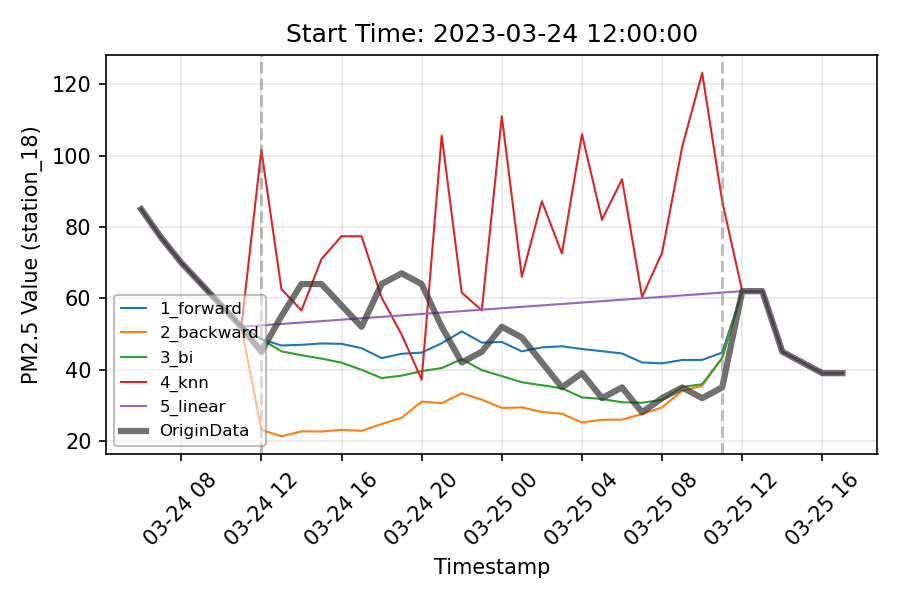 Start Time: 2023-03-24 12:00:00
PM2.5 Value (station_18)
120
100
80
60
40
20
1_forward
2_backward
3_bi
4_knn
5_linear
OriginData
03-24 08
03-24 12
03-24 16
03-24 20
03-25 00
03-25 04
03-25 08
03-25 12
03-25 16
Timestamp